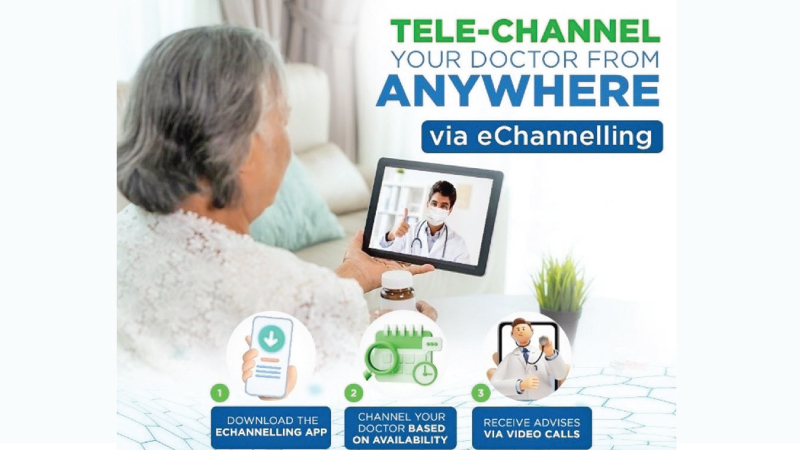 TELE-CHANNEL
YOUR DOCTOR FROM
ANYWHERE
via eChannelling
1
DOWNLOAD THE
ECHANNELLING APP
2
CHANNEL YOUR
DOCTOR BASED
ON AVAILABILITY
3
RECEIVE ADVISES
VIA VIDEO CALLS